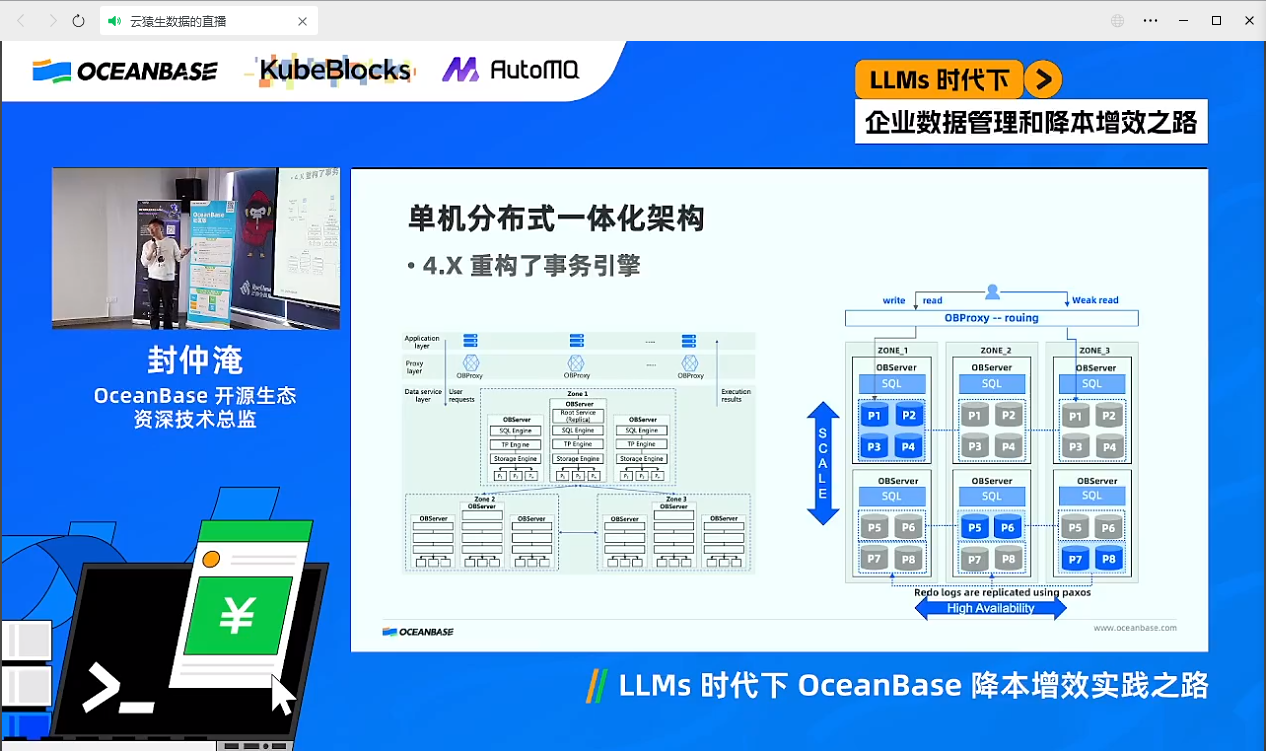 云猿生数据的直播
OCEANBASE
KubeBlocks
AutoMQ
LLMs 时代下
企业数据管理和降本增效之路
4.X 重构了事务
OceanBase
封仲淹
OceanBase 开源生态
资深技术总监
¥
单机分布式一体化架构
• 4.X 重构了事务引擎
Application layer
Proxy layer
OBProxy
OBProxy
OBProxy
Data service layer
User requests
Execution results
Zone 1
OBServer
OBServer
OBServer
Root Service (Replica)
SQL Engine
SQL Engine
SQL Engine
TP Engine
TP Engine
TP Engine
Storage Engine
Storage Engine
Storage Engine
Zone 2
OBServer
OBServer
OBServer
Zone 3
OBServer
OBServer
OBServer
write
read
Weak read
OBProxy -- rouing
SCALE
ZONE_1
ZONE_2
ZONE_3
OBServer
OBServer
OBServer
SQL
SQL
SQL
P1 P2
P1 P2
P1 P2
P3 P4
P3 P4
P3 P4
OBServer
OBServer
OBServer
SQL
SQL
SQL
P5 P6
P5 P6
P5 P6
P7 P8
P7 P8
P7 P8
Redo logs are replicated using paxos
High Availability
OCEANBASE
www.oceanbase.com
LLMs 时代下 OceanBase 降本增效实践之路